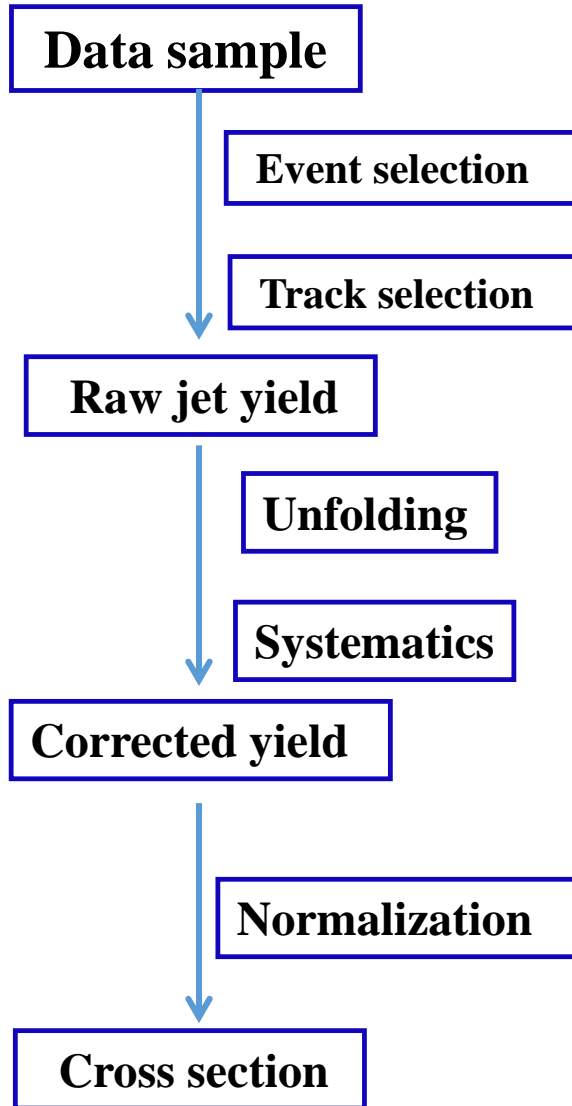 Data sample
Event selection
Track selection
Raw jet yield
Unfolding
Systematics
Corrected yield
Normalization
Cross section